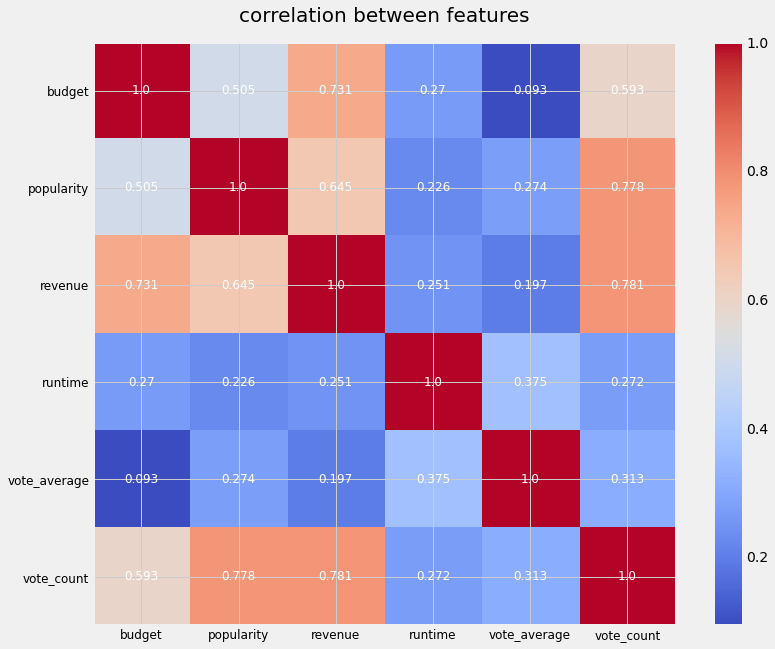 correlation between features
budget 1.0 0.505 0.731 0.27 0.093 0.593
popularity 0.505 1.0 0.645 0.226 0.274 0.778
revenue 0.731 0.645 1.0 0.251 0.197 0.781
runtime 0.27 0.226 0.251 1.0 0.375 0.272
vote_average 0.093 0.274 0.197 0.375 1.0 0.313
vote_count 0.593 0.778 0.781 0.272 0.313 1.0
budget popularity revenue runtime vote_average vote_count
1.0
0.8
0.6
0.4
0.2